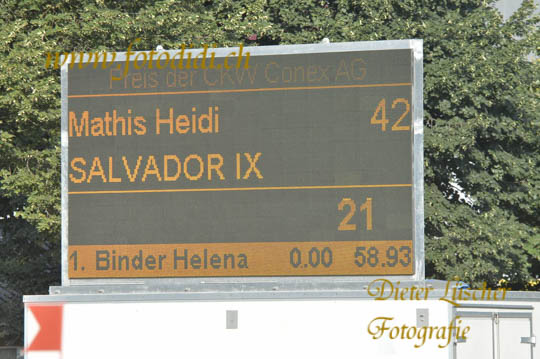 www.fotodidi.ch
Preis der CKW Conex AG
Mathis Heidi 42
SALVADOR IX
21
1. Binder Helena 0.00 58.93
Dieter Lüscher
Fotografie